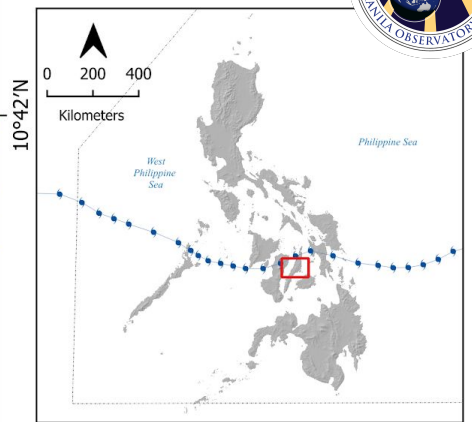 MANILA OBSERVATORY
0 200 400
Kilometers
10°42'N
West
Philippine
Sea
Philippine Sea